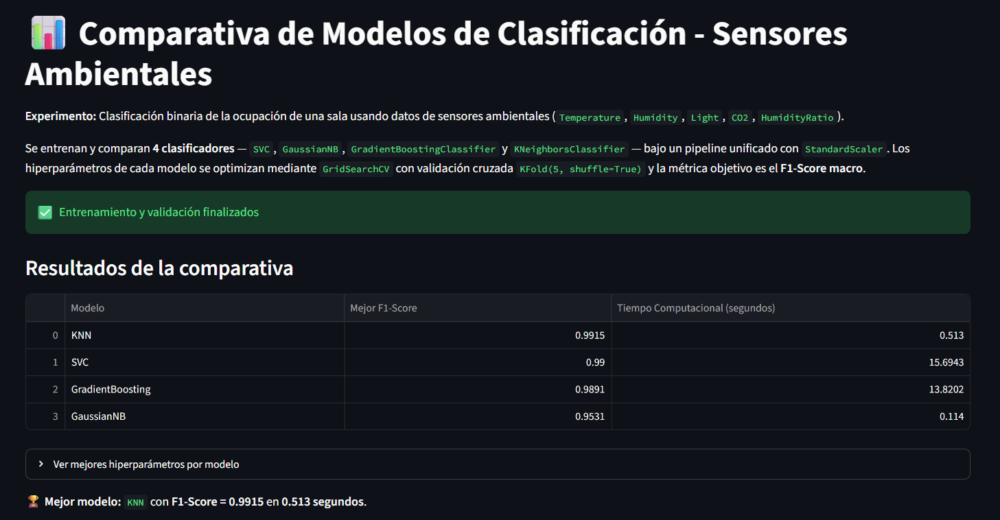 Comparativa de Modelos de Clasificación - Sensores
Ambientales
Experimento: Clasificación binaria de la ocupación de una sala usando datos de sensores ambientales ( Temperature , Humidity , Light , CO2 , HumidityRatio ).
Se entrenan y comparan 4 clasificadores — SVC , GaussianNB , GradientBoostingClassifier y KNeighborsClassifier — bajo un pipeline unificado con StandardScaler . Los
hiperparámetros de cada modelo se optimizan mediante GridSearchCV con validación cruzada KFold(5, shuffle=True) y la métrica objetivo es el F1-Score macro.
Entrenamiento y validación finalizados
Resultados de la comparativa
Modelo Mejor F1-Score Tiempo Computacional (segundos)
0 KNN 0.9915 0.513
1 SVC 0.99 15.6943
2 GradientBoosting 0.9891 13.8202
3 GaussianNB 0.9531 0.114
Ver mejores hiperparámetros por modelo
Mejor modelo: KNN con F1-Score = 0.9915 en 0.513 segundos.